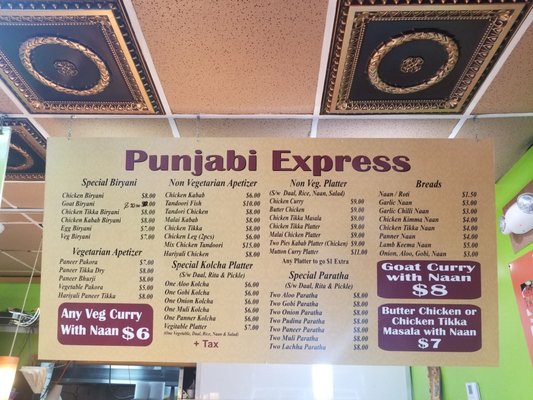 Punjabi Express
Special Biryani
Chicken Biryani $8.00
Goat Biryani
Chicken Tikka Biryani $8.00
Chicken Kabab Biryani $8.00
Egg Biryani $7.00
Veg Biryani $7.00
Vegetarian Apetizer
Paneer Pakora $7.00
Paneer Tikka Dry $8.00
Paneer Bharji $8.00
Vegetable Pakora $5.00
Hariyali Paneer Tikka $8.00
Any Veg Curry
With Naan $6
Non Vegetarian Apetizer
Chicken Kabab $6.00
Tandoori Fish $10.00
Tandori Chicken $8.00
Malai Kabab $8.00
Chicken Tikka $8.00
Chicken Leg (2pcs) $6.00
Mix Chicken Tandoori $15.00
Hariyali Chicken $8.00
Special Kolcha Platter
(S/w Dal, Rita & Pickle)
One Aloo Kolcha $6.00
One Gobi Kolcha $6.00
One Onion Kolcha $6.00
One Muli Kolcha $6.00
One Panner Kolcha $6.00
Vegitable Platter $7.00
(One Vegetable, Daal, Rice, Naan & Salad)
+ Tax
Non Veg. Platter
(S/w Daal, Rice, Naan, Salad)
Chicken Curry $9.00
Butter Chicken $9.00
Chicken Tikka Masala $9.00
Chicken Tikka Platter $9.00
Malai Chicken Platter $9.00
Two Pies Kabab Platter (Chicken) $9.00
Mutton Curry Platter $11.00
Any Platter to go $1 Extra
Special Paratha
(S/w Dal, Rita & Pickle)
Two Aloo Paratha $8.00
Two Gobi Paratha $8.00
Two Onion Paratha $8.00
Two Pudina Paratha $8.00
Two Paneer Paratha $8.00
Two Muli Paratha $8.00
Two Lachha Paratha $8.00
Breads
Naan / Roti $1.50
Garlic Naan $3.00
Garlic Chilli Naan $3.00
Chicken Kimma Naan $5.00
Chicken Tikka Naan $4.00
Panner Naan $4.00
Lamb Keema Naan $5.00
Onion, Aloo, Gobi, Naan $3.00
Goat Curry
with Naan
$8
Butter Chicken or
Chicken Tikka
Masala with Naan
$7